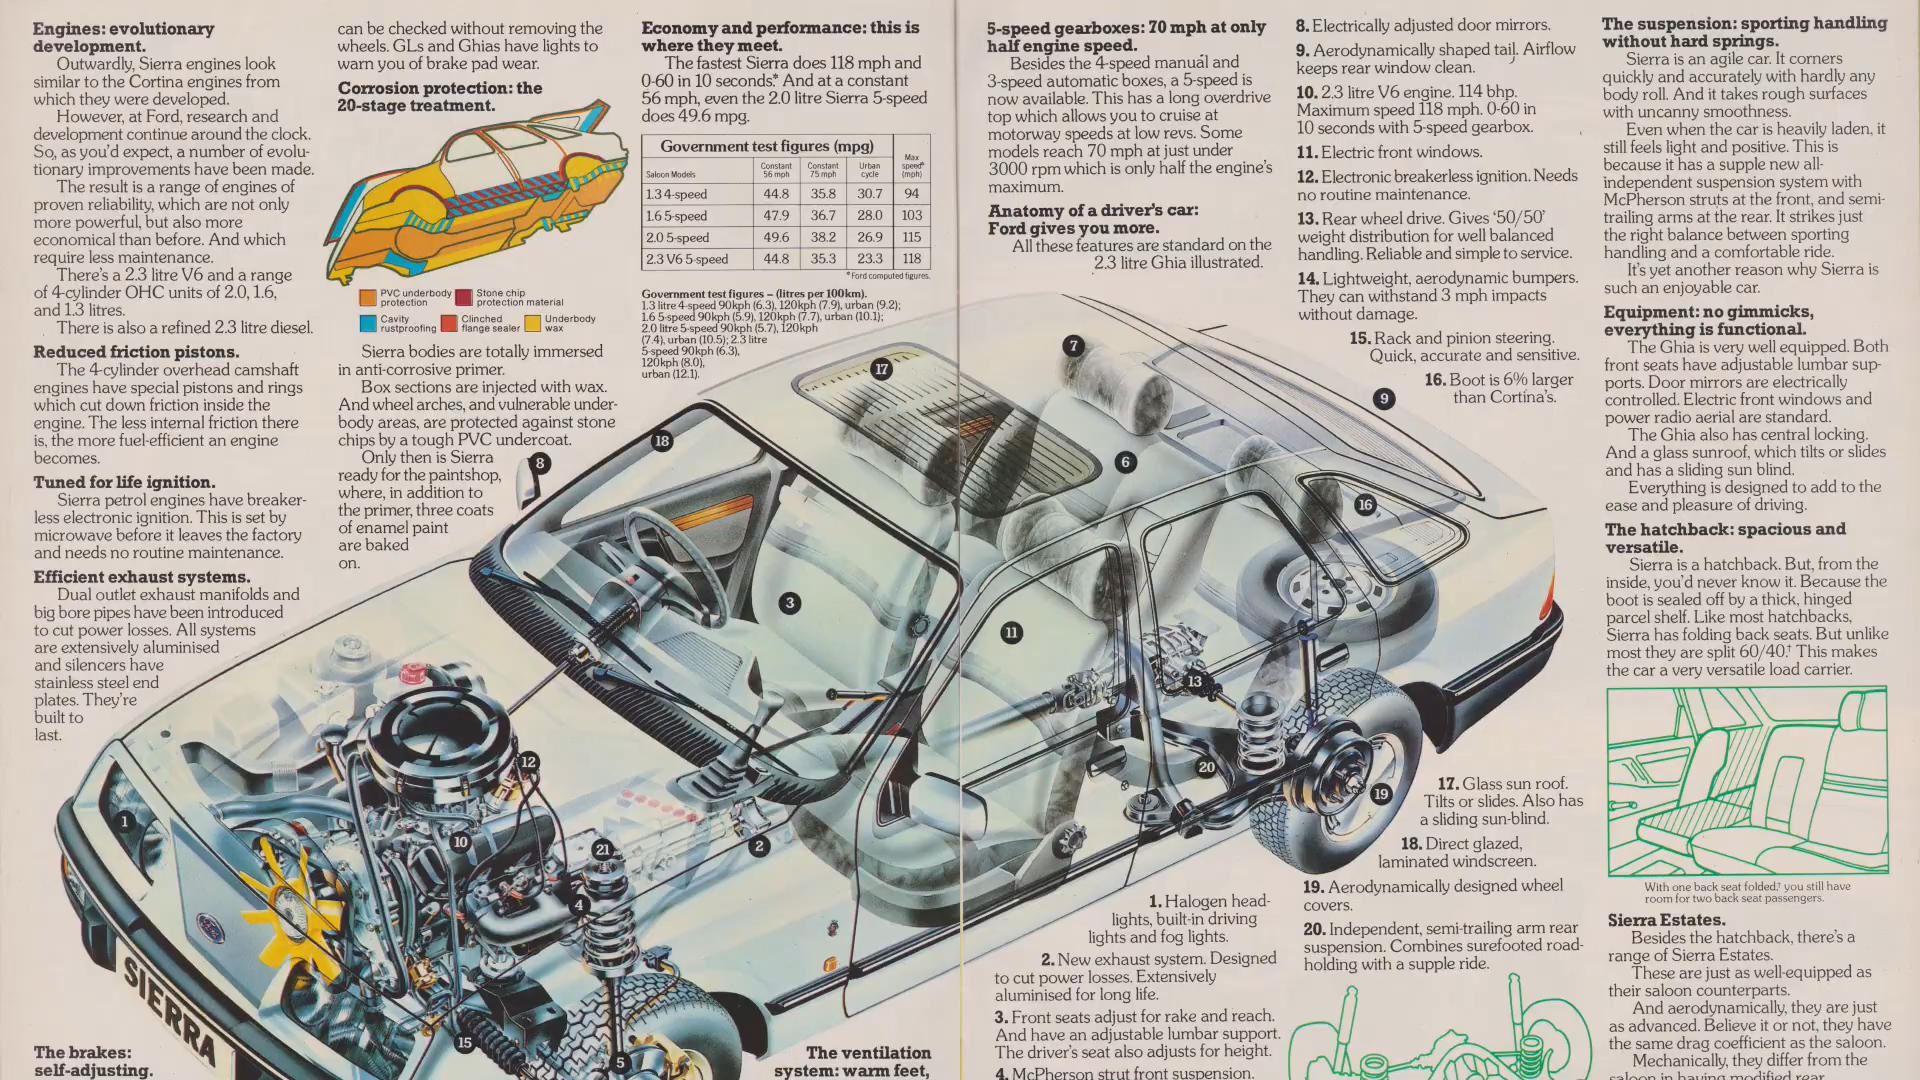 Engines: evolutionary
development.
Outwardly, Sierra engines look
similar to the Cortina engines from
which they were developed.
However, at Ford, research and
development continue around the clock.
So, as you'd expect, a number of evolu-
tionary improvements have been made.
The result is a range of engines of
proven reliability, which are not only
more powerful, but also more
economical than before. And which
require less maintenance.
There's a 2.3 litre V6 and a range
of 4-cylinder OHC units of 2.0, 1.6,
and 1.3 litres.
There is also a refined 2.3 litre diesel.
Reduced friction pistons.
The 4-cylinder overhead camshaft
engines have special pistons and rings
which cut down friction inside the
engine. The less internal friction there
is, the more fuel-efficient an engine
becomes.
Tuned for life ignition.
Sierra petrol engines have breaker-
less electronic ignition. This is set by
microwave before it leaves the factory
and needs no routine maintenance.
Efficient exhaust systems.
Dual outlet exhaust manifolds and
big bore pipes have been introduced
to cut power losses. All systems
are extensively aluminised
and silencers have
stainless steel end
plates. They're
built to
last.
The brakes:
self-adjusting.
can be checked without removing the
wheels. GLs and Ghias have lights to
warn you of brake pad wear.
Corrosion protection: the
20-stage treatment.
PVC underbody
protection
Stone chip
protection material
Cavity
rustproofing
Clinched
flange sealer
Underbody
wax
Sierra bodies are totally immersed
in anti-corrosive primer.
Box sections are injected with wax.
And wheel arches, and vulnerable under-
body areas, are protected against stone
chips by a tough PVC undercoat.
Only then is Sierra
ready for the paintshop,
where, in addition to
the primer, three coats
of enamel paint
are baked
on.
Economy and performance: this is
where they meet.
The fastest Sierra does 118 mph and
0-60 in 10 seconds.* And at a constant
56 mph, even the 2.0 litre Sierra 5-speed
does 49.6 mpg.
Government test figures (mpg)
Saloon Models
Constant
56 mph
Constant
75 mph
Urban
cycle
Max
speed*
(mph)
1.3 4-speed 44.8 35.8 30.7 94
1.6 5-speed 47.9 36.7 28.0 103
2.0 5-speed 49.6 38.2 26.9 115
2.3 V6 5-speed 44.8 35.3 23.3 118
*Ford computed figures.
Government test figures – (litres per 100km).
1.3 litre 4-speed 90kph (6.3), 120kph (7.9), urban (9.2);
1.6 5-speed 90kph (5.9), 120kph (7.7), urban (10.1);
2.0 litre 5-speed 90kph (5.7), 120kph
(7.4), urban (10.5); 2.3 litre
5-speed 90kph (6.3),
120kph (8.0),
urban (12.1).
The ventilation
system: warm feet,
5-speed gearboxes: 70 mph at only
half engine speed.
Besides the 4-speed manual and
3-speed automatic boxes, a 5-speed is
now available. This has a long overdrive
top which allows you to cruise at
motorway speeds at low revs. Some
models reach 70 mph at just under
3000 rpm which is only half the engine's
maximum.
Anatomy of a driver's car:
Ford gives you more.
All these features are standard on the
2.3 litre Ghia illustrated.
1. Halogen head-
lights, built-in driving
lights and fog lights.
2. New exhaust system. Designed
to cut power losses. Extensively
aluminised for long life.
3. Front seats adjust for rake and reach.
And have an adjustable lumbar support.
The driver's seat also adjusts for height.
4. McPherson strut front suspension.
8. Electrically adjusted door mirrors.
9. Aerodynamically shaped tail. Airflow
keeps rear window clean.
10. 2.3 litre V6 engine. 114 bhp.
Maximum speed 118 mph. 0-60 in
10 seconds with 5-speed gearbox.
11. Electric front windows.
12. Electronic breakerless ignition. Needs
no routine maintenance.
13. Rear wheel drive. Gives '50/50'
weight distribution for well balanced
handling. Reliable and simple to service.
14. Lightweight, aerodynamic bumpers.
They can withstand 3 mph impacts
without damage.
15. Rack and pinion steering.
Quick, accurate and sensitive.
16. Boot is 6% larger
than Cortina's.
17. Glass sun roof.
Tilts or slides. Also has
a sliding sun-blind.
18. Direct glazed,
laminated windscreen.
19. Aerodynamically designed wheel
covers.
20. Independent, semi-trailing arm rear
suspension. Combines surefooted road-
holding with a supple ride.
The suspension: sporting handling
without hard springs.
Sierra is an agile car. It corners
quickly and accurately with hardly any
body roll. And it takes rough surfaces
with uncanny smoothness.
Even when the car is heavily laden, it
still feels light and positive. This is
because it has a supple new all-
independent suspension system with
McPherson struts at the front, and semi-
trailing arms at the rear. It strikes just
the right balance between sporting
handling and a comfortable ride.
It's yet another reason why Sierra is
such an enjoyable car.
Equipment: no gimmicks,
everything is functional.
The Ghia is very well equipped. Both
front seats have adjustable lumbar sup-
ports. Door mirrors are electrically
controlled. Electric front windows and
power radio aerial are standard.
The Ghia also has central locking.
And a glass sunroof, which tilts or slides
and has a sliding sun blind.
Everything is designed to add to the
ease and pleasure of driving.
The hatchback: spacious and
versatile.
Sierra is a hatchback. But, from the
inside, you'd never know it. Because the
boot is sealed off by a thick, hinged
parcel shelf. Like most hatchbacks,
Sierra has folding back seats. But unlike
most they are split 60/40.† This makes
the car a very versatile load carrier.
With one back seat folded,† you still have
room for two back seat passengers.
Sierra Estates.
Besides the hatchback, there's a
range of Sierra Estates.
These are just as well-equipped as
their saloon counterparts.
And aerodynamically, they are just
as advanced. Believe it or not, they have
the same drag coefficient as the saloon.
Mechanically, they differ from the
saloon in having modified rear
7
17
9
18
8
6
16
3
11
13
12
20
19
1
10
21
2
4
Ford
SIERRA
15
5